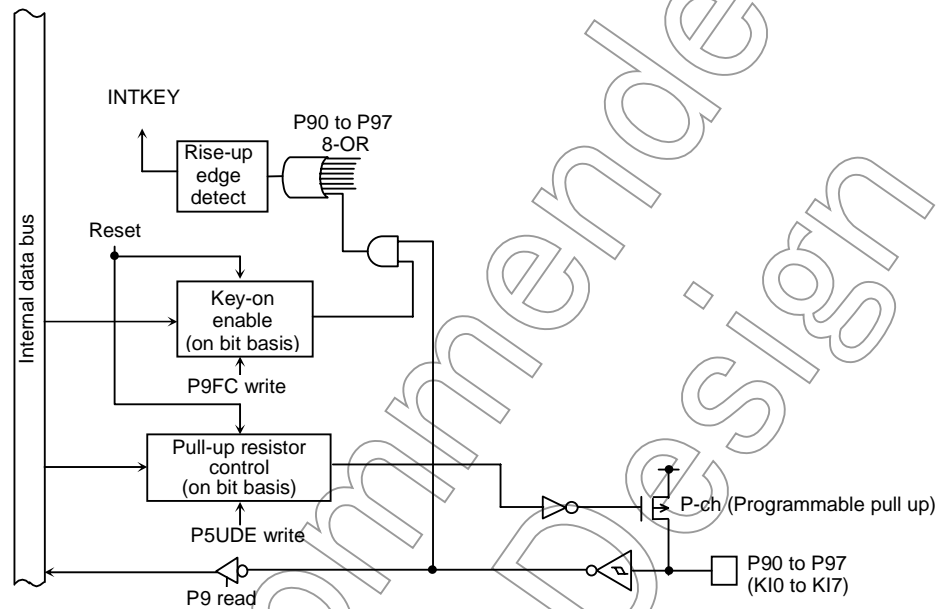 INTKEY
P90 to P97
8-OR
Rise-up
edge
detect
Internal data bus
Reset
Key-on
enable
(on bit basis)
P9FC write
Pull-up resistor
control
(on bit basis)
P5UDE write
P-ch (Programmable pull up)
P90 to P97
(KI0 to KI7)
P9 read
ommende
Design